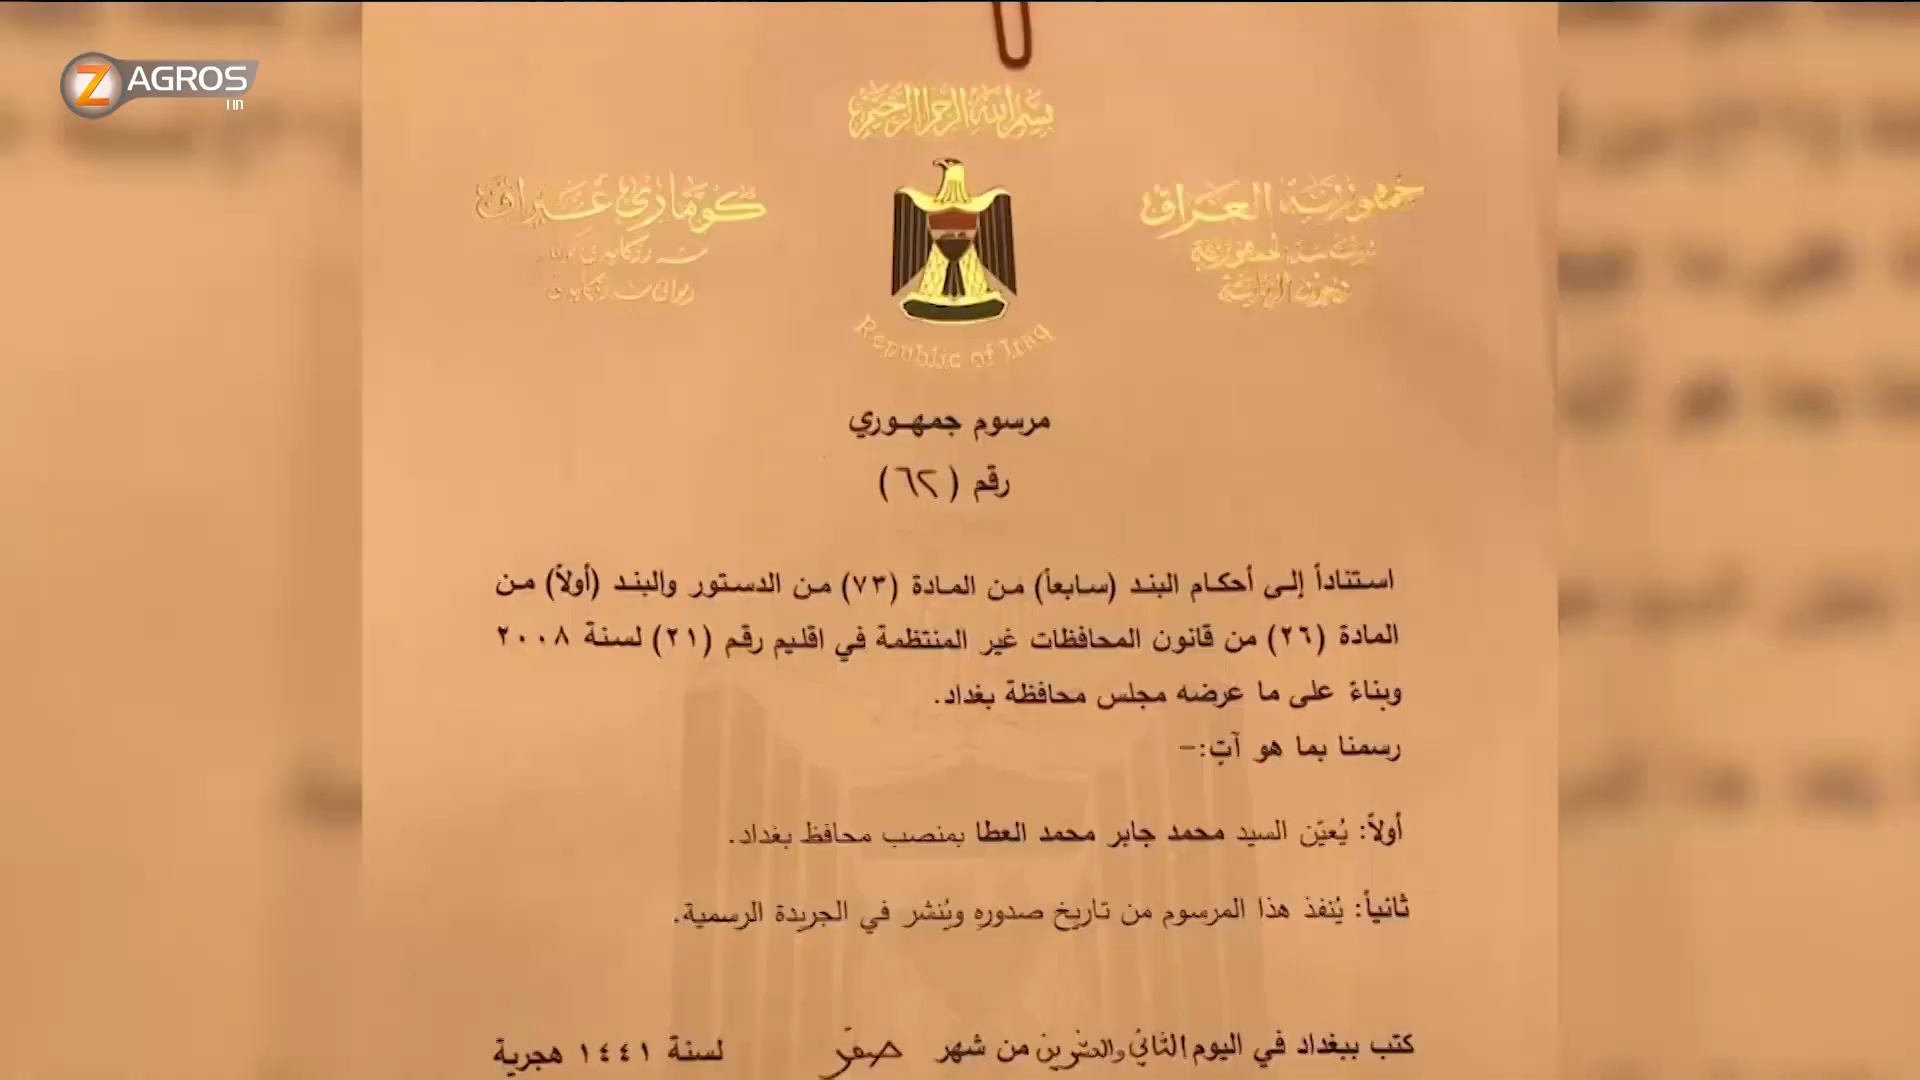 ZAGROS
بسم الله الرحمن الرحيم
جمهورية العراق
كۆماری عێراق
Republic of Iraq
مرسوم جمهوري
رقم (٦٢)
استناداً إلى أحكام البند (سابعاً) من المادة (٧٣) من الدستور والبند (أولاً) من
المادة (٢٦) من قانون المحافظات غير المنتظمة في اقليم رقم (٢١) لسنة ٢٠٠٨
وبناءً على ما عرضه مجلس محافظة بغداد.
رسمنا بما هو آتٍ:-
أولاً: يُعيّن السيد محمد جابر محمد العطا بمنصب محافظ بغداد.
ثانياً: يُنفذ هذا المرسوم من تاريخ صدوره ويُنشر في الجريدة الرسمية.
كتب ببغداد في اليوم الثاني والعشرين من شهر صفر لسنة ١٤٤١ هجرية